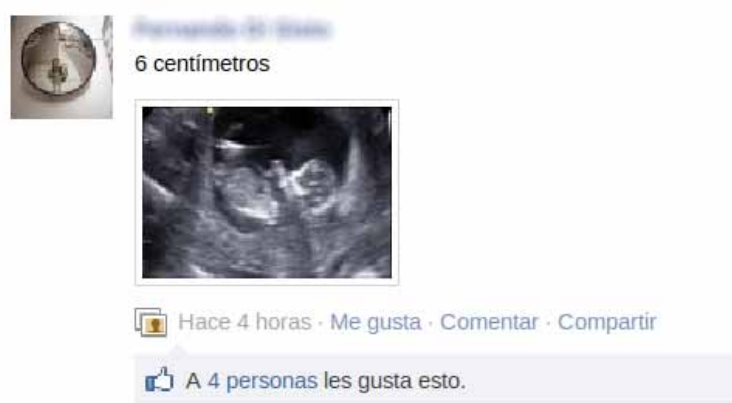 6 centímetros
Hace 4 horas · Me gusta · Comentar · Compartir
A 4 personas les gusta esto.